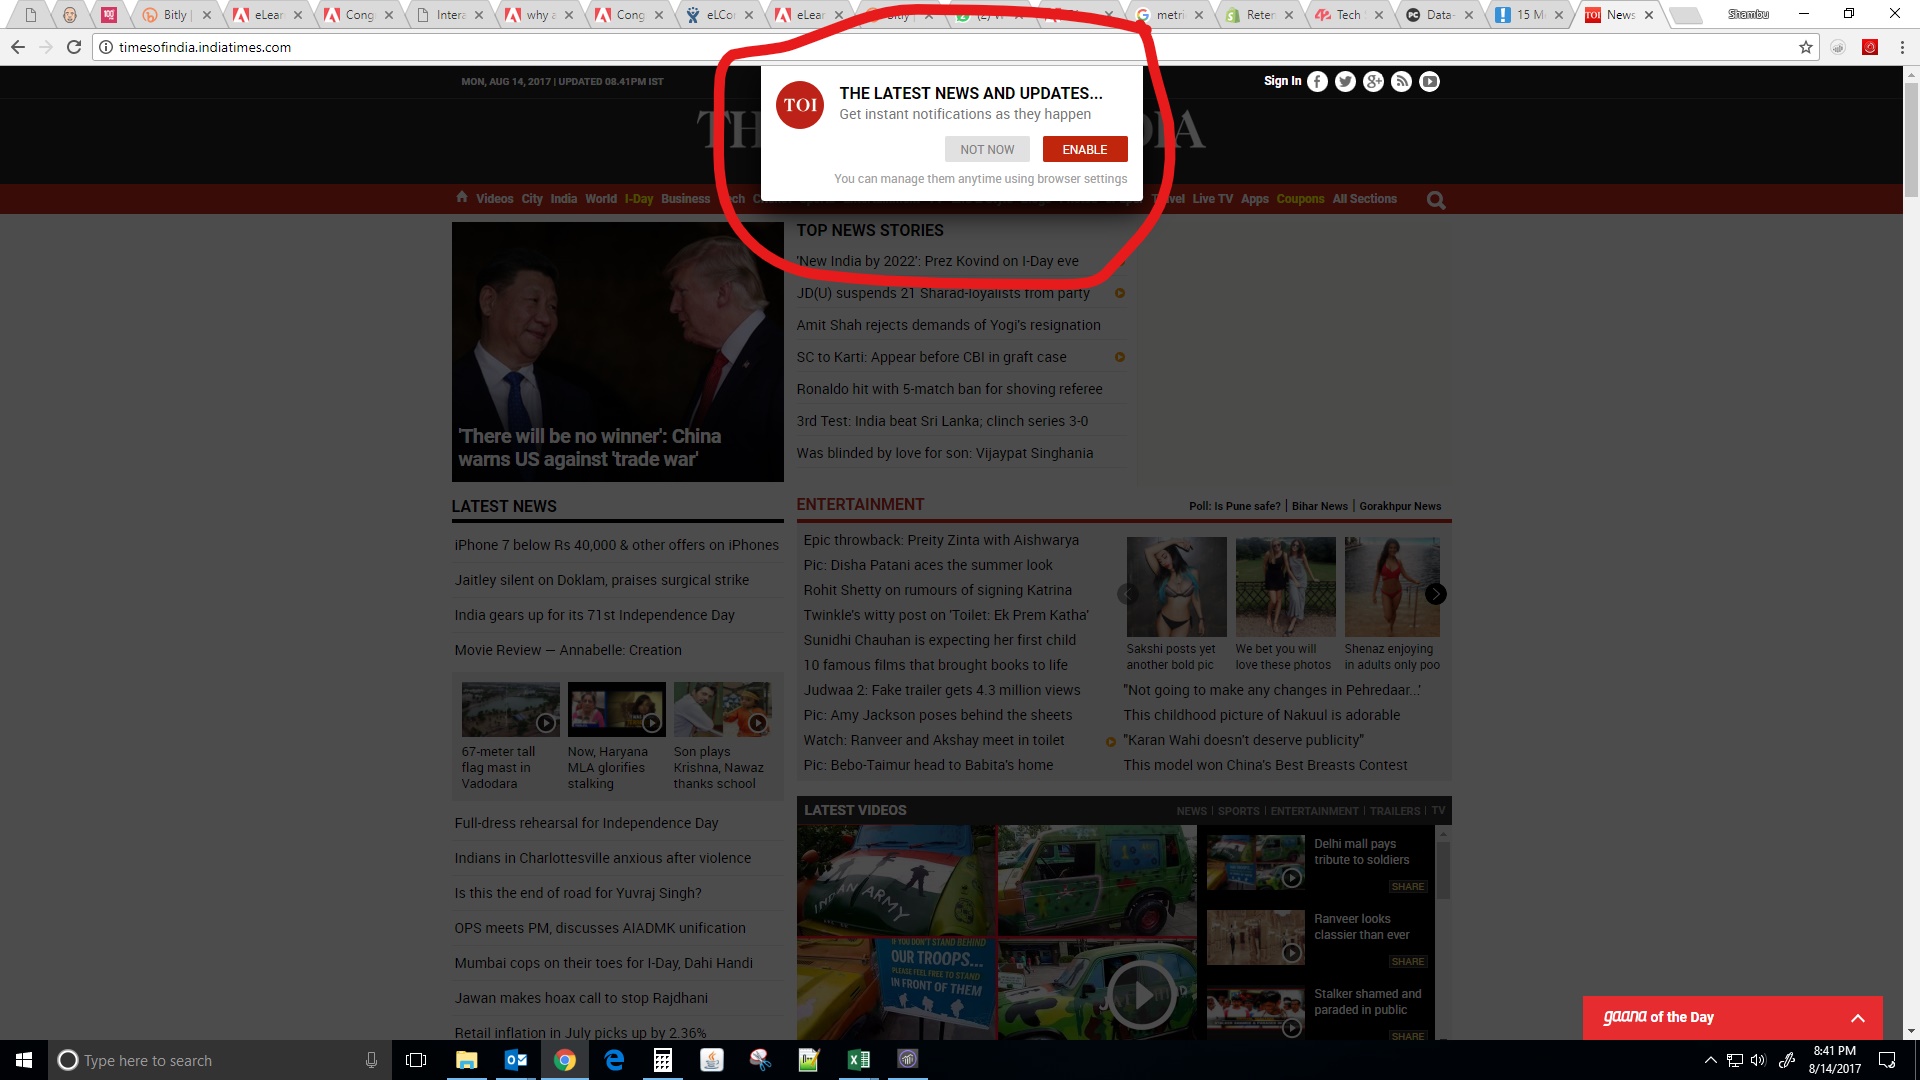 Bitly |
eLear
Cong
Intera
why a
Cong
eLCor
eLear
metri
Reten
Tech
Data-
15 M
TOI
News
Shambu
timesofindia.indiatimes.com
MON, AUG 14, 2017 | UPDATED 08.41PM IST
Sign In
TOI
THE LATEST NEWS AND UPDATES...
Get instant notifications as they happen
NOT NOW
ENABLE
You can manage them anytime using browser settings
Videos City India World I-Day Business
Live TV Apps Coupons All Sections
'There will be no winner': China
warns US against 'trade war'
TOP NEWS STORIES
'New India by 2022': Prez Kovind on I-Day eve
JD(U) suspends 21 Sharad-loyalists from party
Amit Shah rejects demands of Yogi's resignation
SC to Karti: Appear before CBI in graft case
Ronaldo hit with 5-match ban for shoving referee
3rd Test: India beat Sri Lanka; clinch series 3-0
Was blinded by love for son: Vijaypat Singhania
LATEST NEWS
iPhone 7 below Rs 40,000 & other offers on iPhones
Jaitley silent on Doklam, praises surgical strike
India gears up for its 71st Independence Day
Movie Review — Annabelle: Creation
67-meter tall
flag mast in
Vadodara
Now, Haryana
MLA glorifies
stalking
Son plays
Krishna, Nawaz
thanks school
Full-dress rehearsal for Independence Day
Indians in Charlottesville anxious after violence
Is this the end of road for Yuvraj Singh?
OPS meets PM, discusses AIADMK unification
Mumbai cops on their toes for I-Day, Dahi Handi
Jawan makes hoax call to stop Rajdhani
Retail inflation in July picks up by 2.36%
ENTERTAINMENT
Poll: Is Pune safe? | Bihar News | Gorakhpur News
Epic throwback: Preity Zinta with Aishwarya
Pic: Disha Patani aces the summer look
Rohit Shetty on rumours of signing Katrina
Twinkle's witty post on 'Toilet: Ek Prem Katha'
Sunidhi Chauhan is expecting her first child
10 famous films that brought books to life
Judwaa 2: Fake trailer gets 4.3 million views
Pic: Amy Jackson poses behind the sheets
Watch: Ranveer and Akshay meet in toilet
Pic: Bebo-Taimur head to Babita's home
Sakshi posts yet
another bold pic
We bet you will
love these photos
Shenaz enjoying
in adults only poo
"Not going to make any changes in Pehredaar...'
This childhood picture of Nakuul is adorable
"Karan Wahi doesn't deserve publicity"
This model won China's Best Breasts Contest
LATEST VIDEOS
NEWS | SPORTS | ENTERTAINMENT | TRAILERS | TV
INDIAN ARMY
IF YOU DON'T STAND BEHIND
OUR TROOPS...
PLEASE FEEL FREE TO STAND
IN FRONT OF THEM
Delhi mall pays
tribute to soldiers
SHARE
Ranveer looks
classier than ever
SHARE
Stalker shamed and
paraded in public
SHARE
gaana of the Day
Type here to search
8:41 PM
8/14/2017